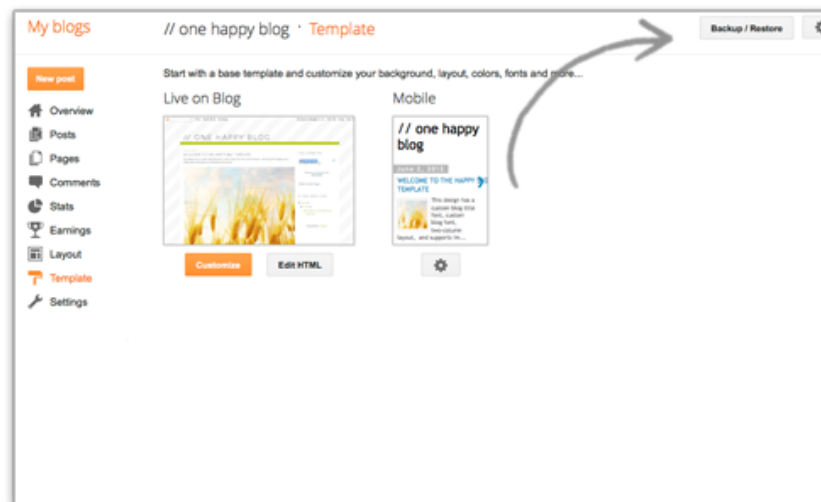 My blogs
// one happy blog · Template
Backup / Restore
New post
Start with a base template and customize your background, layout, colors, fonts and more...
Live on Blog
Mobile
Overview
Posts
Pages
Comments
Stats
Earnings
Layout
Template
Settings
// ONE HAPPY BLOG
// one happy
blog
June 5, 2012
WELCOME TO THE HAPPY
TEMPLATE
This design has a
custom blog title
font, custom
blog font,
two-column
layout, and supports in...
Customize
Edit HTML